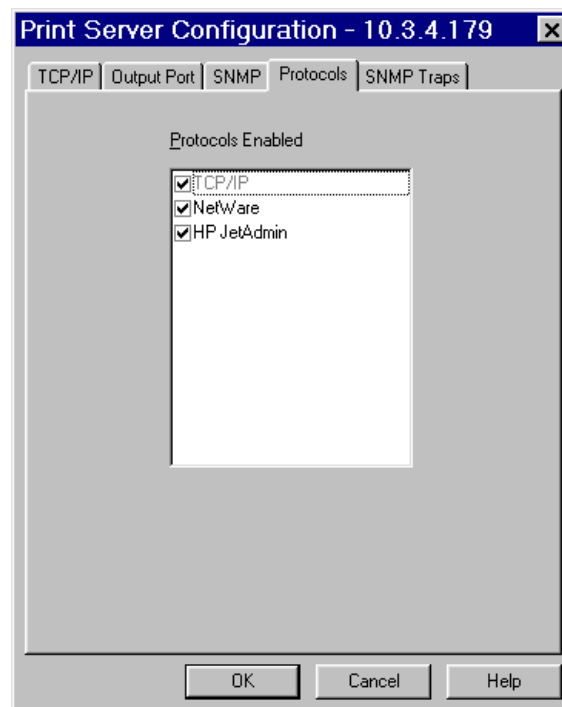 Print Server Configuration - 10.3.4.179
TCP/IP Output Port SNMP Protocols SNMP Traps
Protocols Enabled
TCP/IP
NetWare
HP JetAdmin
OK Cancel Help